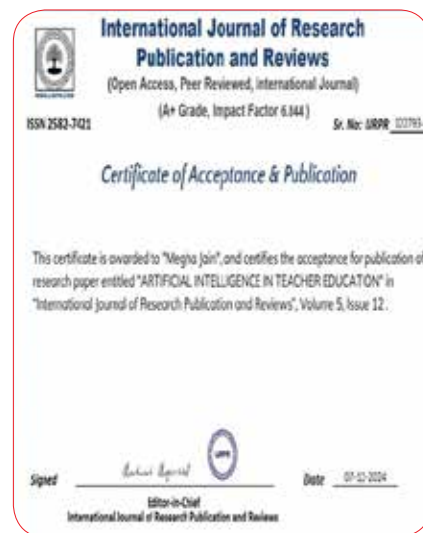 International Journal of Research
Publication and Reviews
(Open Access, Peer Reviewed, International Journal)
(A+ Grade, Impact Factor 6.844 )
ISSN 2582-7421
Sr. No: IJRPR
Certificate of Acceptance & Publication
This certificate is awarded to "Megha Jain", and certifies the acceptance for publication of
research paper entitled "ARTIFICIAL INTELLIGENCE IN TEACHER EDUCATION" in
"International Journal of Research Publication and Reviews", Volume 5, Issue 12 .
IJRPR
Signed
Date 07-12-2024
Editor-in-Chief
International Journal of Research Publication and Reviews